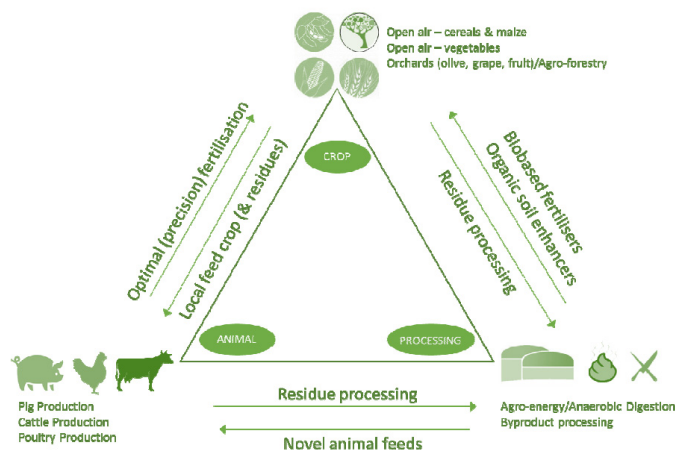 Open air – cereals & maize
Open air – vegetables
Orchards (olive, grape, fruit)/Agro-forestry
CROP
Optimal (precision) fertilisation
Local feed crop (& residues)
Biobased fertilisers
Organic soil enhancers
Residue processing
ANIMAL
PROCESSING
Pig Production
Cattle Production
Poultry Production
Residue processing
Novel animal feeds
Agro-energy/Anaerobic Digestion
Byproduct processing